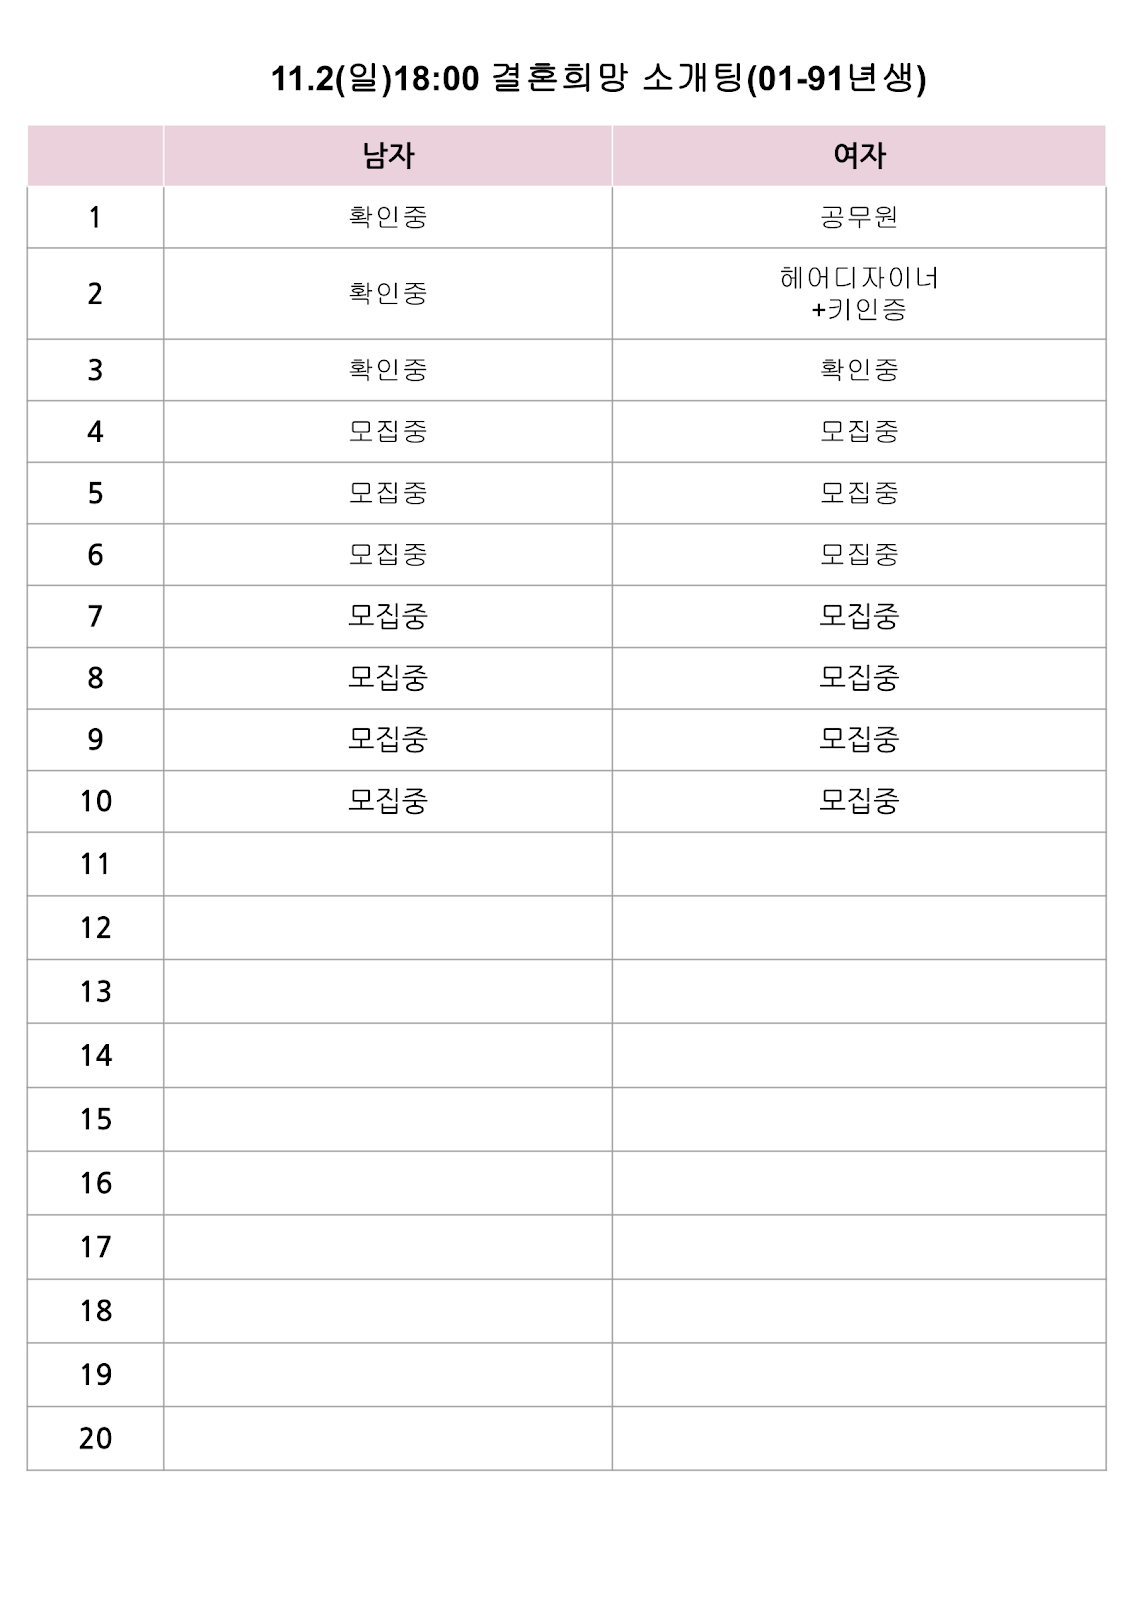 11.2(일)18:00 결혼희망 소개팅(01-91년생)
남자 여자
1 확인중 공무원
2 확인중 헤어디자이너
+키인증
3 확인중 확인중
4 모집중 모집중
5 모집중 모집중
6 모집중 모집중
7 모집중 모집중
8 모집중 모집중
9 모집중 모집중
10 모집중 모집중
11
12
13
14
15
16
17
18
19
20